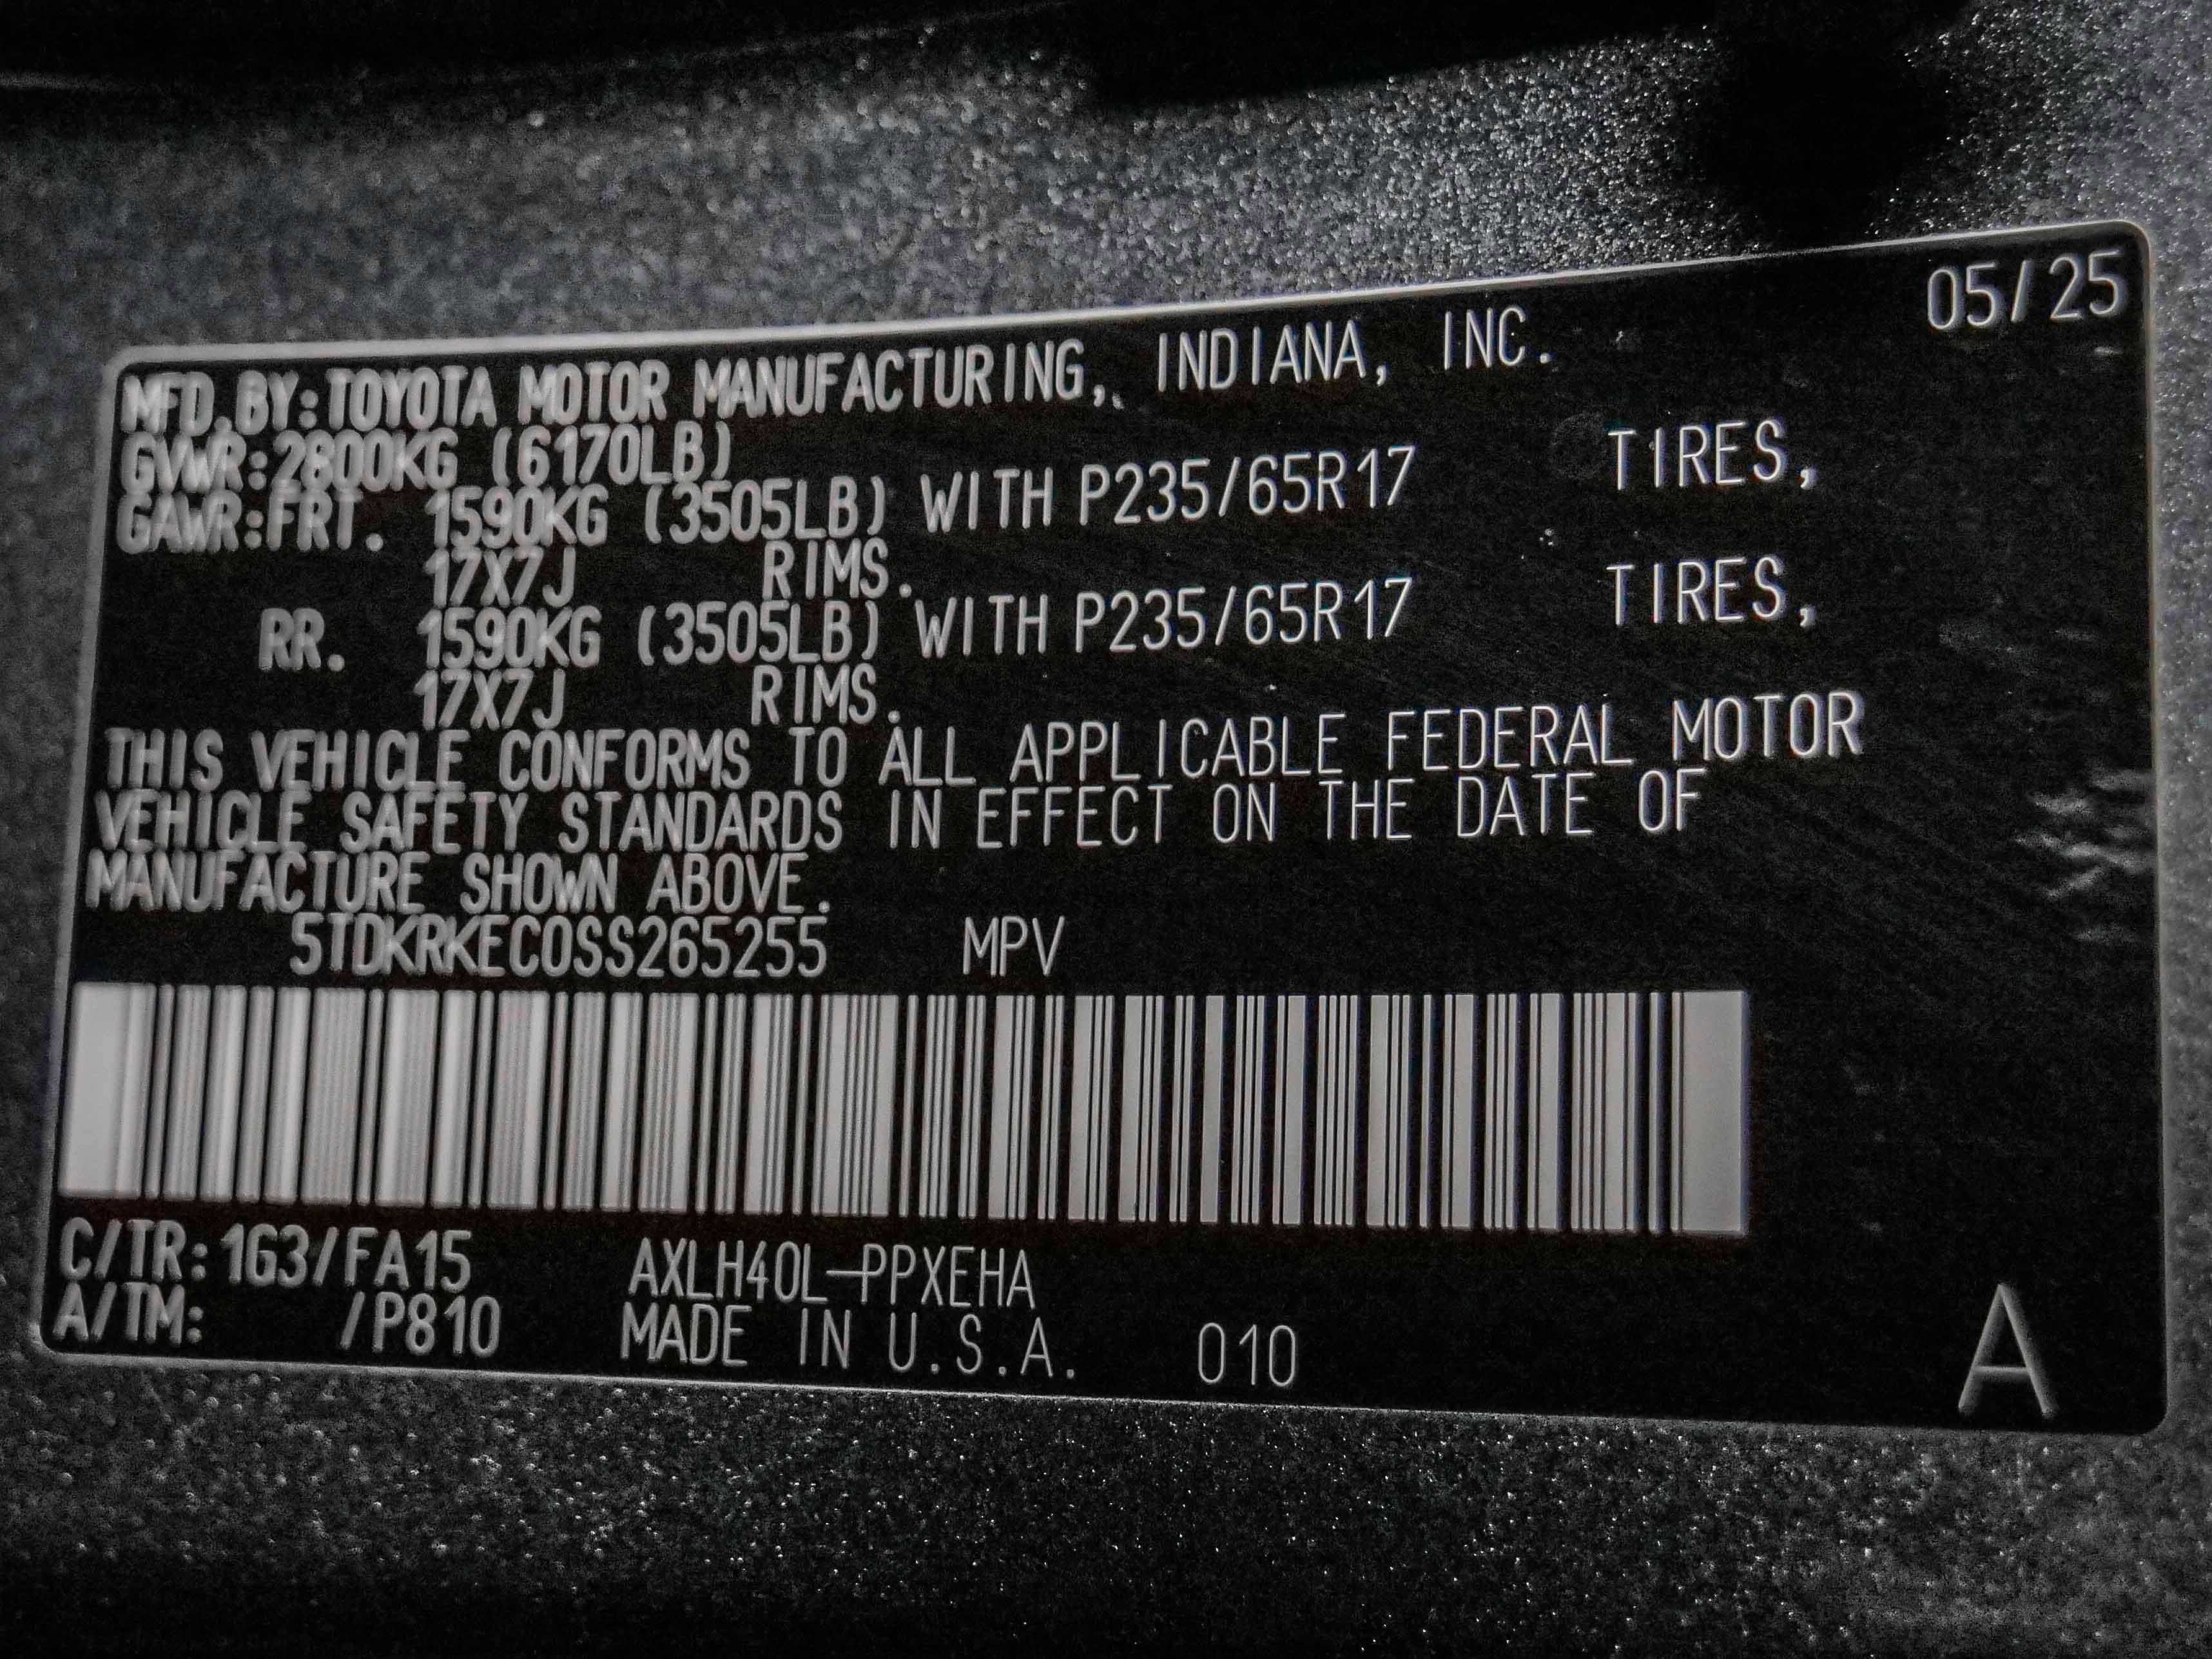 05/25
MFD.BY:TOYOTA MOTOR MANUFACTURING, INDIANA, INC.
GVWR:2800KG (6170LB)
GAWR:FRT. 1590KG (3505LB) WITH P235/65R17 TIRES,
17X7J RIMS.
RR. 1590KG (3505LB) WITH P235/65R17 TIRES,
17X7J RIMS.
THIS VEHICLE CONFORMS TO ALL APPLICABLE FEDERAL MOTOR
VEHICLE SAFETY STANDARDS IN EFFECT ON THE DATE OF
MANUFACTURE SHOWN ABOVE.
5TDKRKEC0SS265255 MPV
C/TR:1G3/FA15 AXLH40L-PPXEHA
A/TM: /P810 MADE IN U.S.A. 010
A